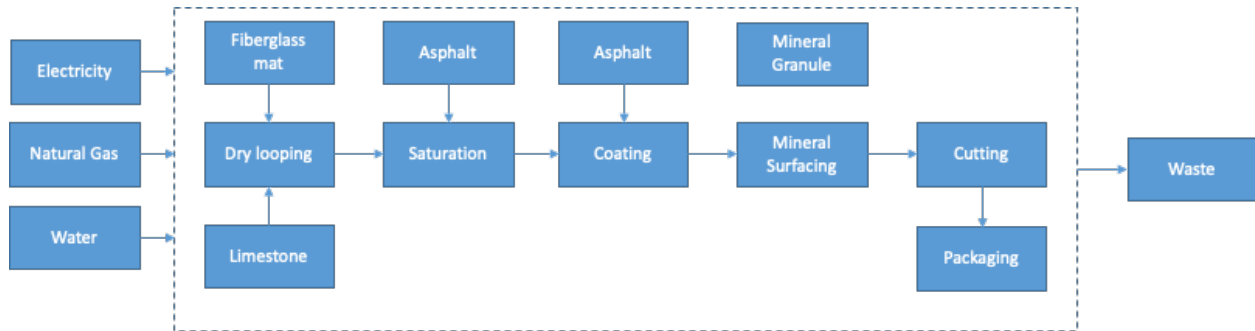 Fiberglass
mat
Asphalt
Asphalt
Mineral
Granule
Electricity
Natural Gas
Dry looping
Saturation
Coating
Mineral
Surfacing
Cutting
Waste
Water
Limestone
Packaging